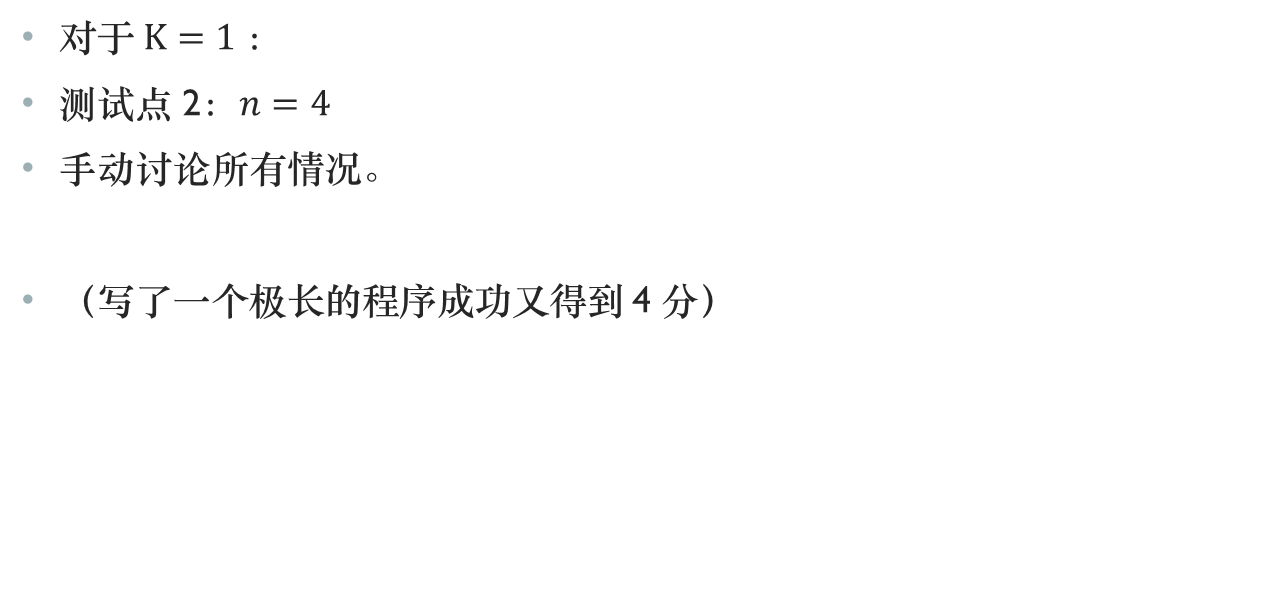 • 对于 K = 1：
• 测试点 2：n = 4
• 手动讨论所有情况。
• （写了一个极长的程序成功又得到 4 分）